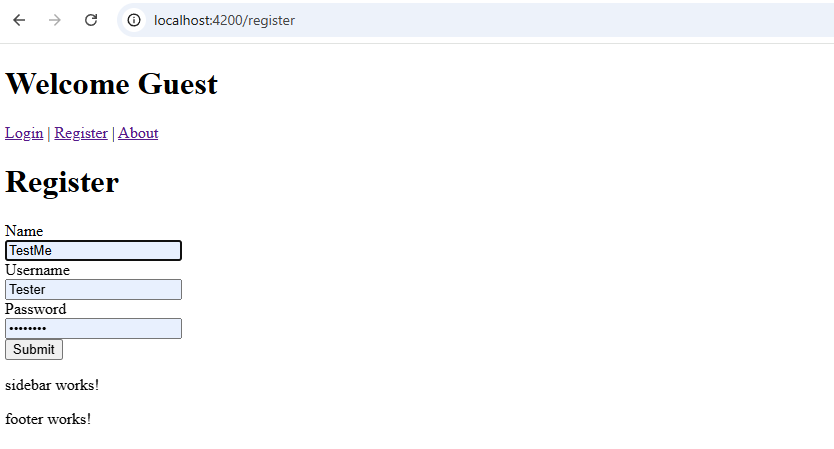 localhost:4200/register
Welcome Guest
Login | Register | About
Register
Name
TestMe
Username
Tester
Password
••••••••
Submit
sidebar works!
footer works!